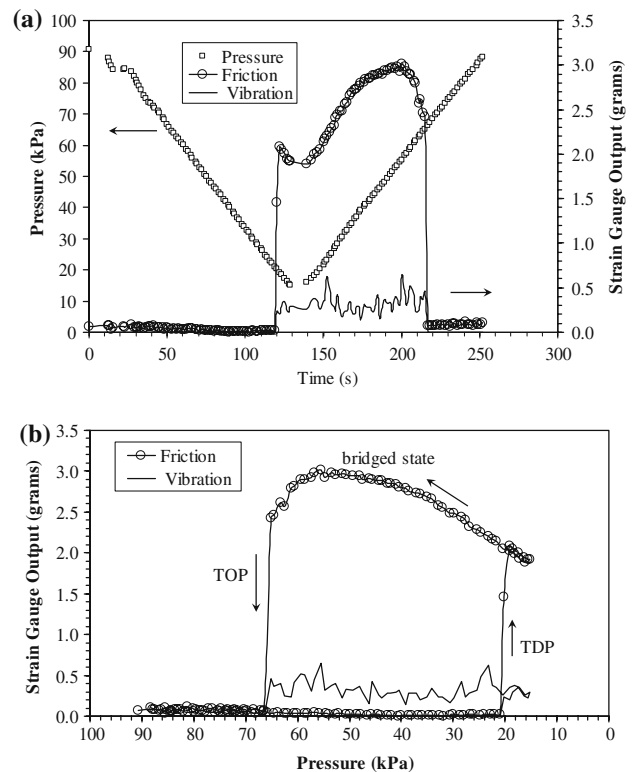 (a)
Pressure (kPa)
100
90
80
70
60
50
40
30
20
10
0
Pressure
Friction
Vibration
3.5
3.0
2.5
2.0
1.5
1.0
0.5
0.0
Strain Gauge Output (grams)
0 50 100 150 200 250 300
Time (s)
(b)
Strain Gauge Output (grams)
3.5
3.0
2.5
2.0
1.5
1.0
0.5
0.0
Friction
Vibration
bridged state
TOP
TDP
100 90 80 70 60 50 40 30 20 10 0
Pressure (kPa)